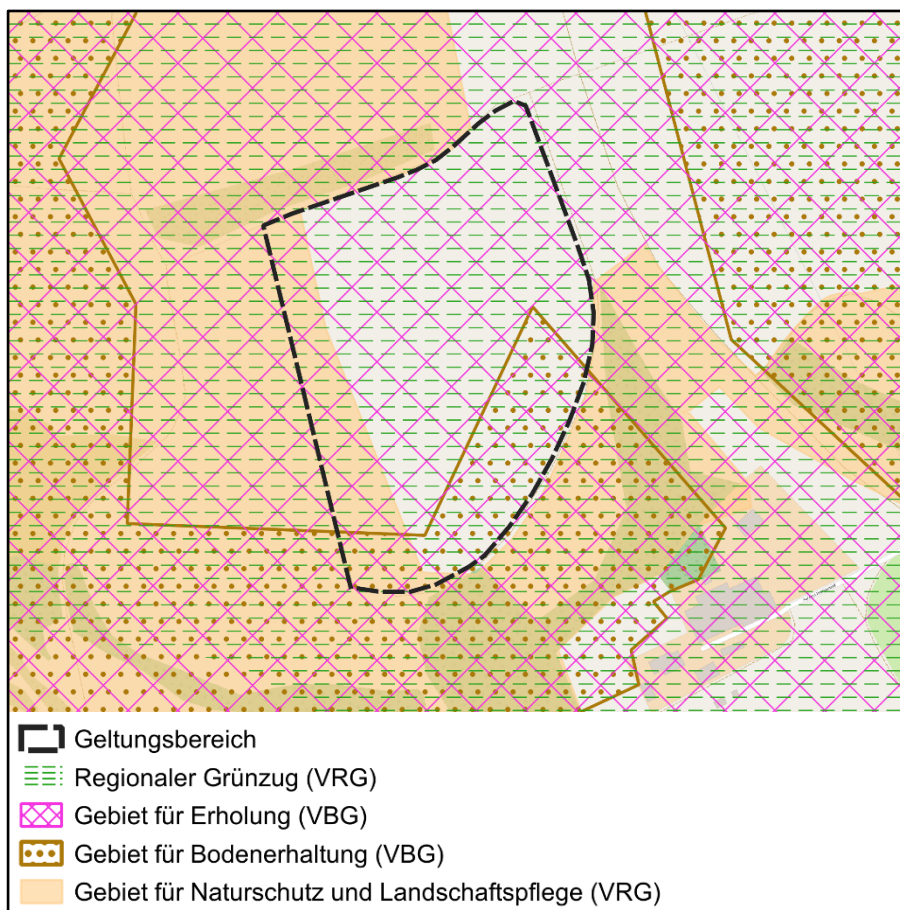 Geltungsbereich
Regionaler Grünzug (VRG)
Gebiet für Erholung (VBG)
Gebiet für Bodenerhaltung (VBG)
Gebiet für Naturschutz und Landschaftspflege (VRG)